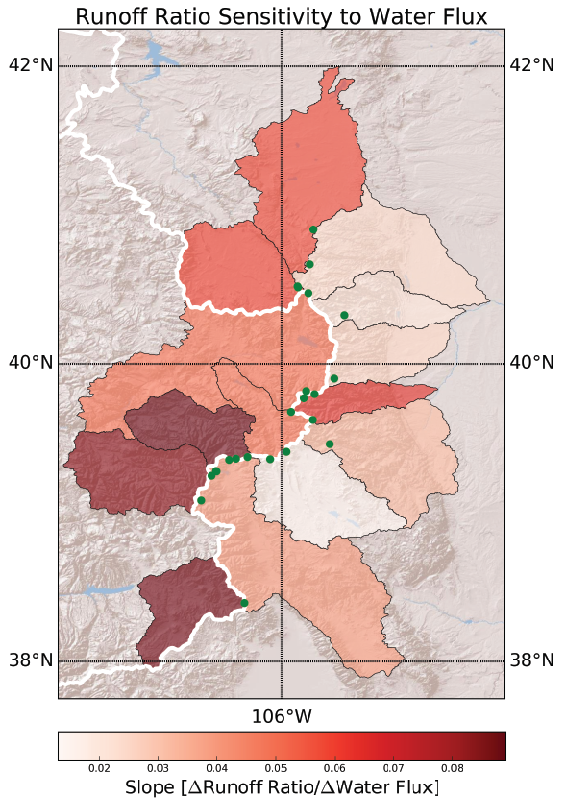 Runoff Ratio Sensitivity to Water Flux
42°N 42°N
40°N 40°N
38°N 38°N
106°W
0.02 0.03 0.04 0.05 0.06 0.07 0.08
Slope [ΔRunoff Ratio/ΔWater Flux]